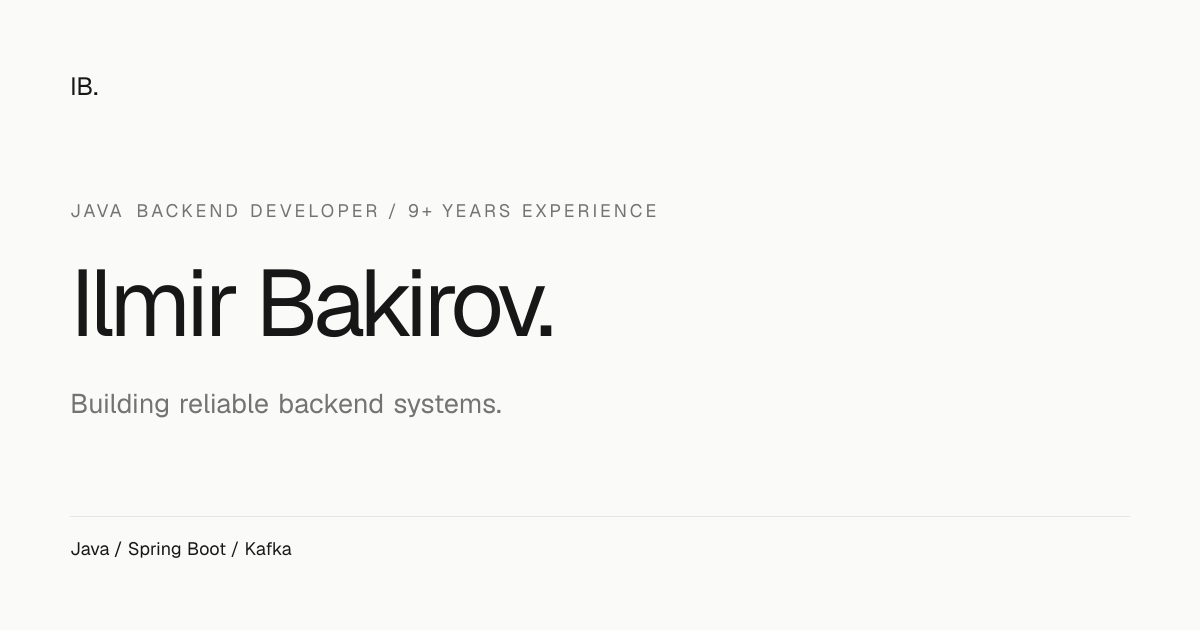 IB.
JAVA BACKEND DEVELOPER / 9+ YEARS EXPERIENCE
Ilmir Bakirov.
Building reliable backend systems.
Java / Spring Boot / Kafka